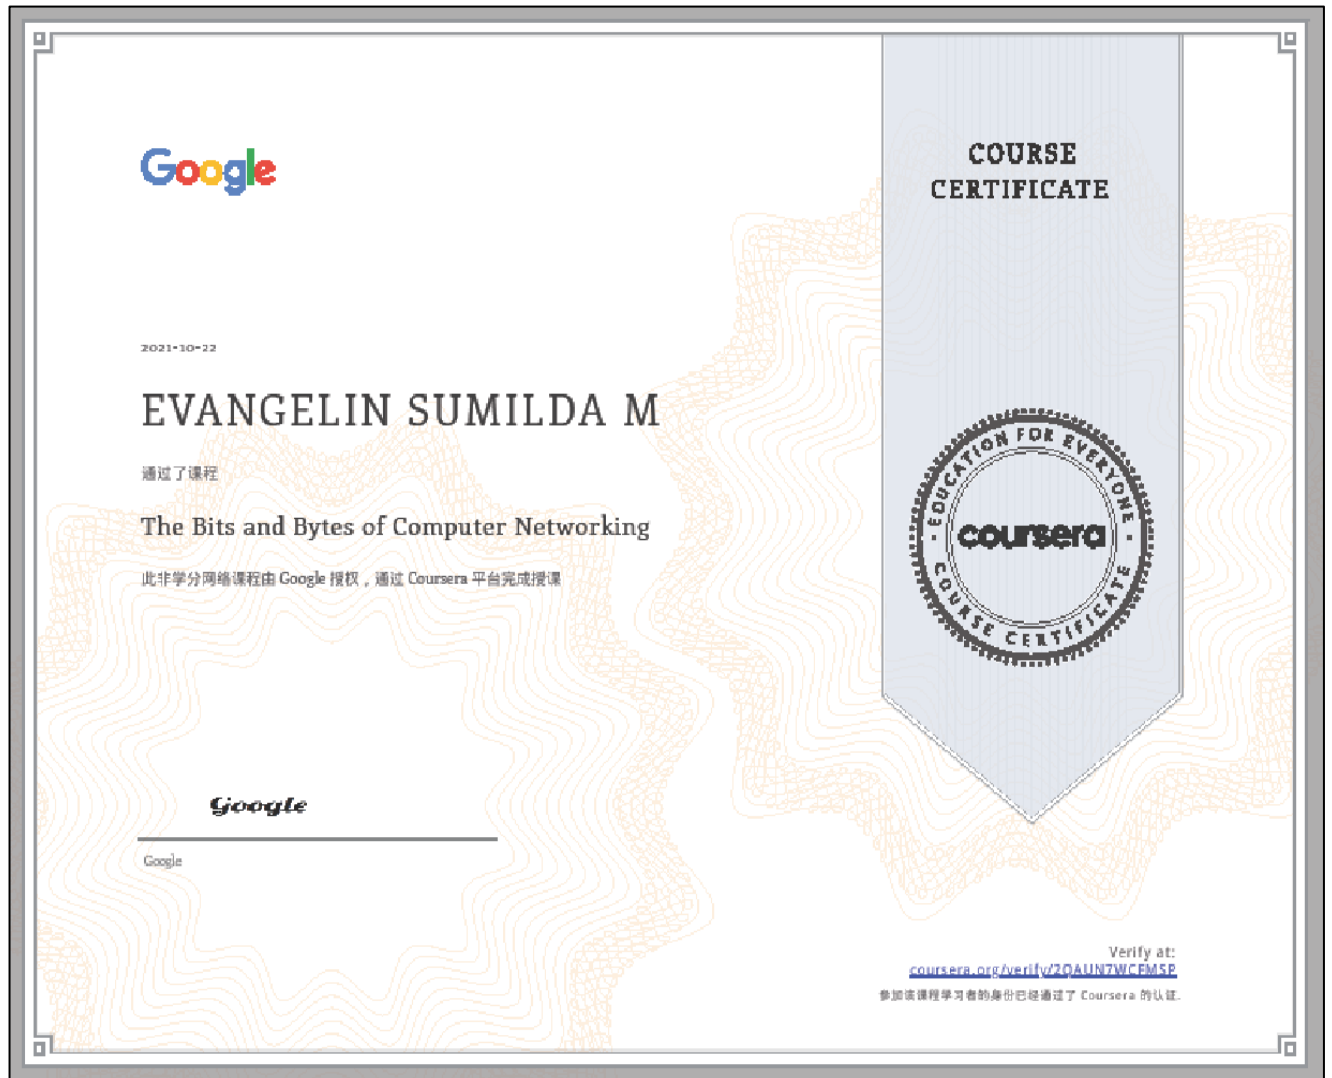 Google
COURSE
CERTIFICATE
2021-10-22
EVANGELIN SUMILDA M
通过了课程
The Bits and Bytes of Computer Networking
此非学分网络课程由 Google 授权，通过 Coursera 平台完成授课
EDUCATION FOR EVERYONE
coursera
COURSE CERTIFICATE
Google
Google
Verify at:
coursera.org/verify/2QAUN7WCEMSP
参加该课程学习者的身份已经通过了 Coursera 的认证.